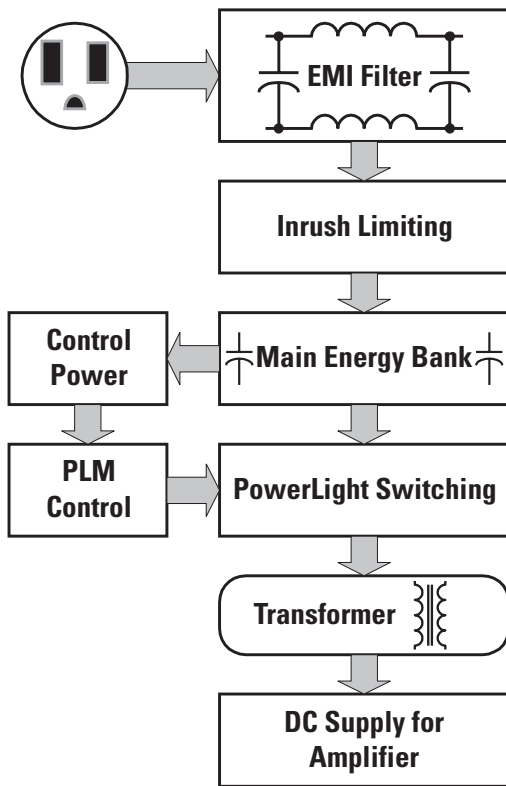 EMI Filter
Inrush Limiting
Control
Power
Main Energy Bank
PLM
Control
PowerLight Switching
Transformer
DC Supply for
Amplifier